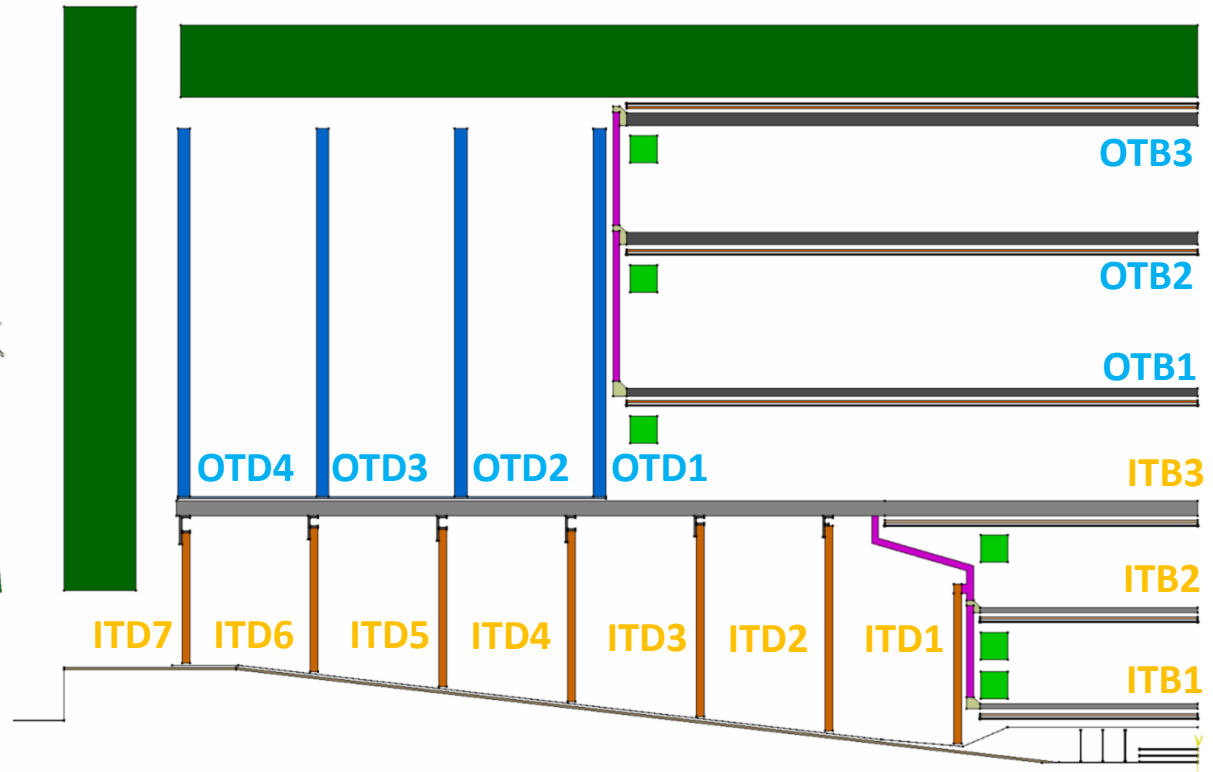 OTB3
OTB2
OTB1
OTD4 OTD3 OTD2 OTD1 ITB3
ITB2
ITD7 ITD6 ITD5 ITD4 ITD3 ITD2 ITD1
ITB1
Y